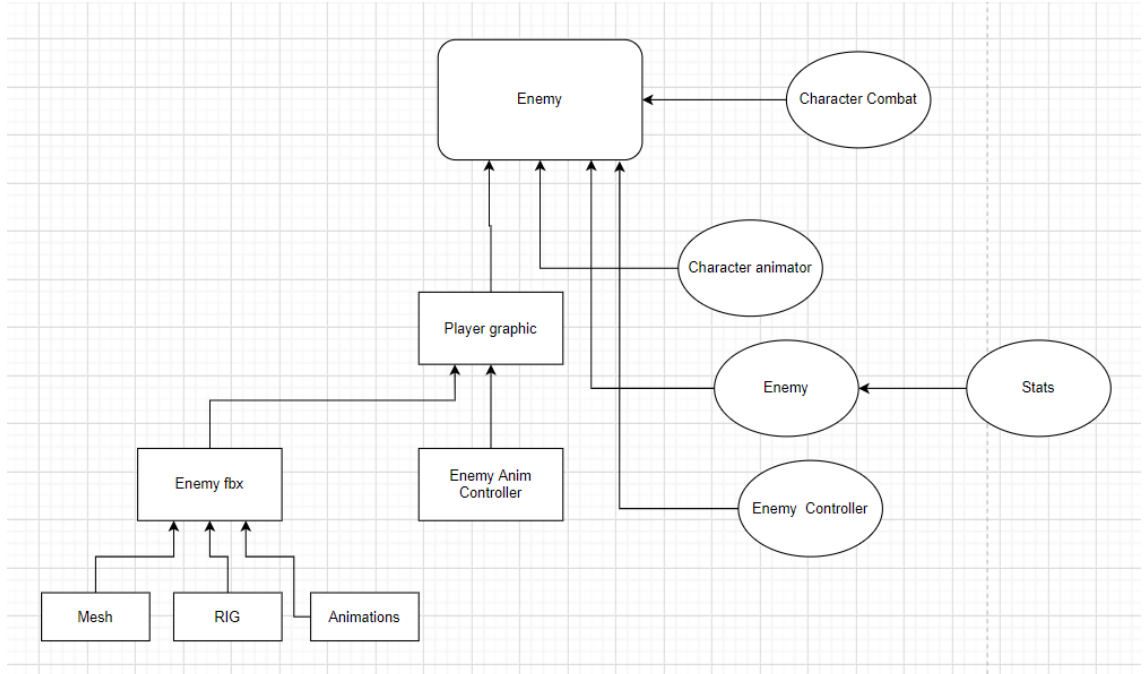 Enemy
Character Combat
Character animator
Player graphic
Enemy
Stats
Enemy fbx
Enemy Anim
Controller
Enemy  Controller
Mesh
RIG
Animations